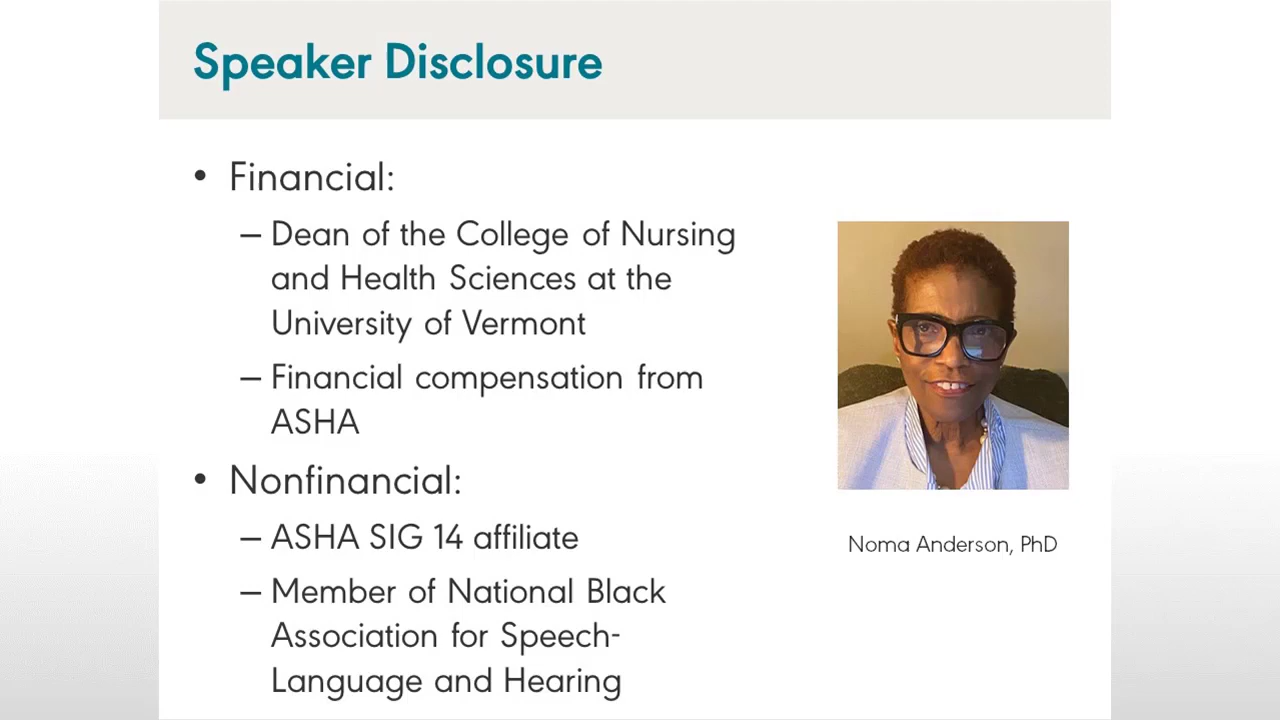 Speaker Disclosure
• Financial:
– Dean of the College of Nursing
and Health Sciences at the
University of Vermont
– Financial compensation from
ASHA
• Nonfinancial:
– ASHA SIG 14 affiliate
– Member of National Black
Association for Speech-
Language and Hearing
Noma Anderson, PhD